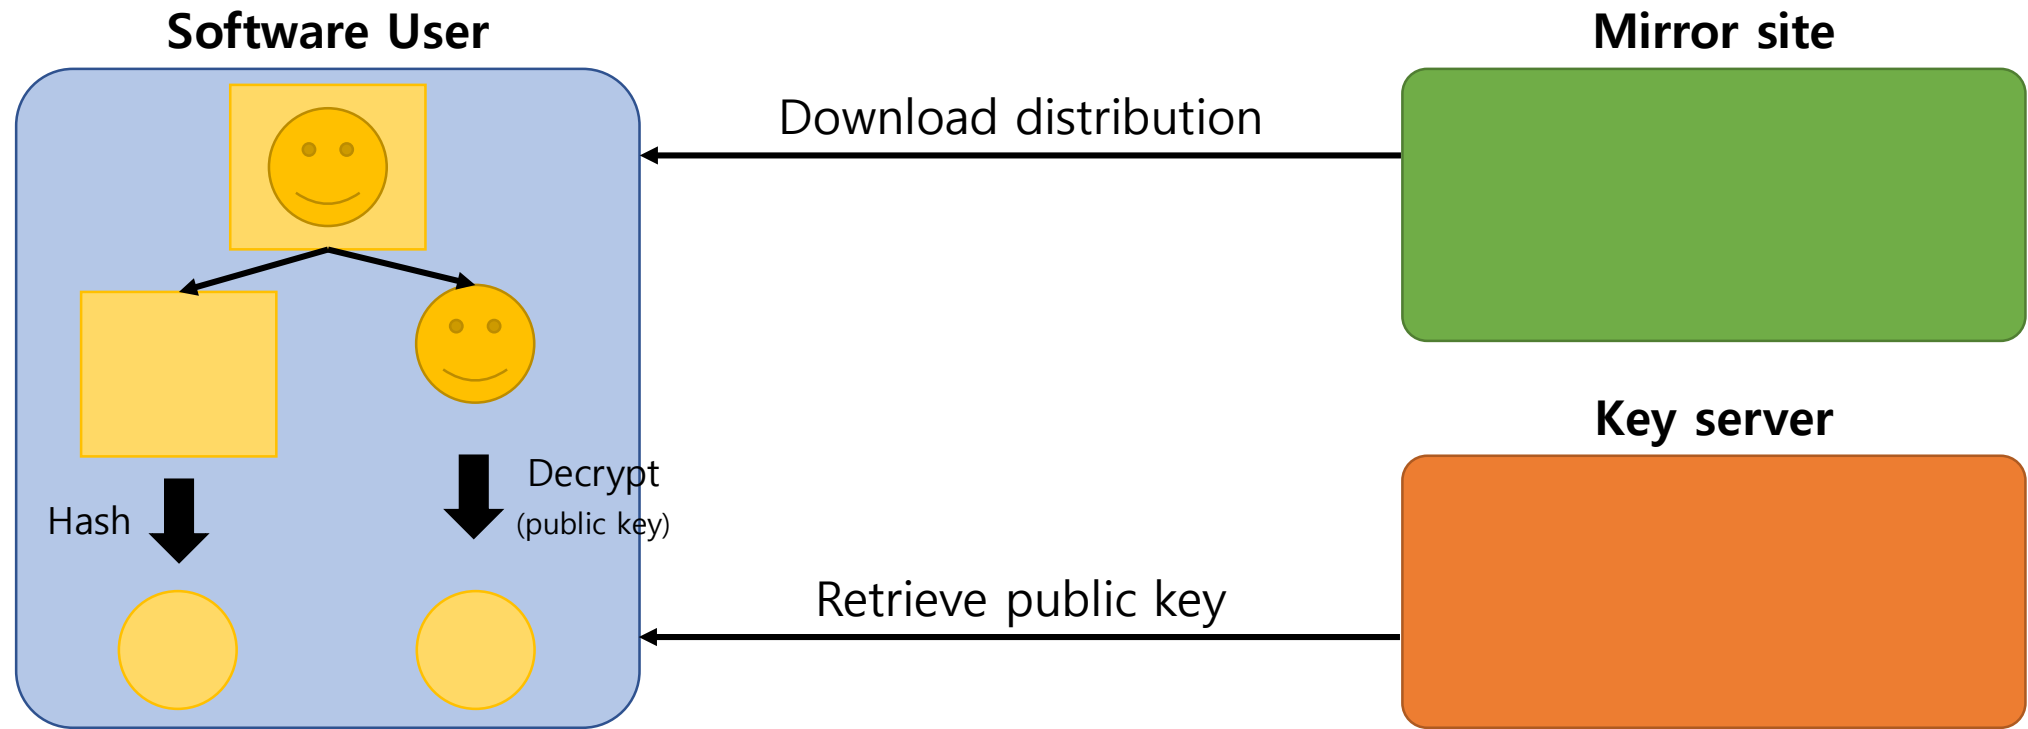 Software User
Mirror site
Download distribution
Key server
Decrypt
(public key)
Hash
Retrieve public key